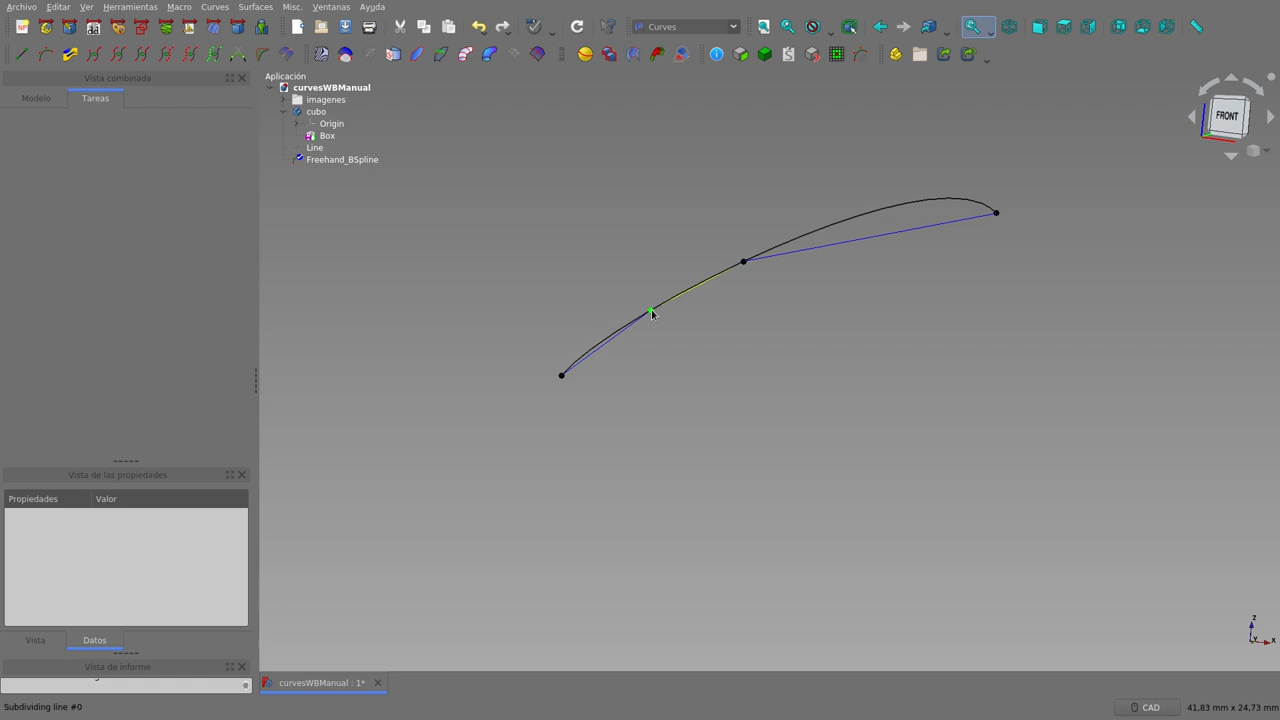 Archivo Editar Ver Herramientas Macro Curves Surfaces Misc. Ventanas Ayuda
Curves
Vista combinada
Modelo Tareas
Aplicación
curvesWBManual
imagenes
cubo
Origin
Box
Line
Freehand_BSpline
FRONT
Vista de las propiedades
Propiedades Valor
Vista Datos
Vista de informe
curvesWBManual : 1*
Z
Y X
Subdividing line #0
CAD 41,83 mm x 24,73 mm